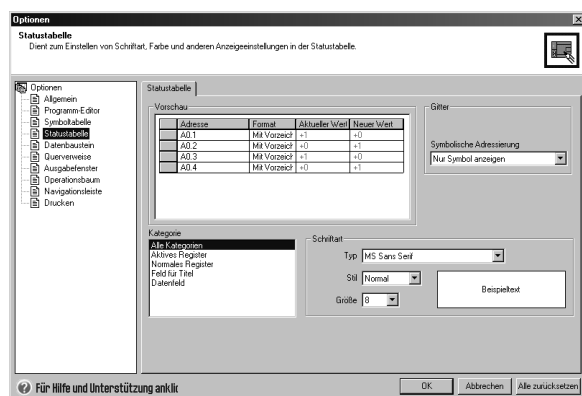 Optionen
Statustabelle
Dient zum Einstellen von Schriftart, Farbe und anderen Anzeigeeinstellungen in der Statustabelle.
Optionen
Allgemein
Programm-Editor
Symboltabelle
Statustabelle
Datenbaustein
Querverweise
Ausgabefenster
Operationsbaum
Navigationsleiste
Drucken
Statustabelle
Vorschau
Adresse Format Aktueller Wert Neuer Wert
A0.1 Mit Vorzeich +1 +0
A0.2 Mit Vorzeich +0 +1
A0.3 Mit Vorzeich +1 +0
A0.4 Mit Vorzeich +0 +1
Gitter
Symbolische Adressierung
Nur Symbol anzeigen
Kategorie
Alle Kategorien
Aktives Register
Normales Register
Feld für Titel
Datenfeld
Schriftart
Typ MS Sans Serif
Stil Normal
Größe 8
Beispieltext
Für Hilfe und Unterstützung anklic
OK Abbrechen Alle zurücksetzen